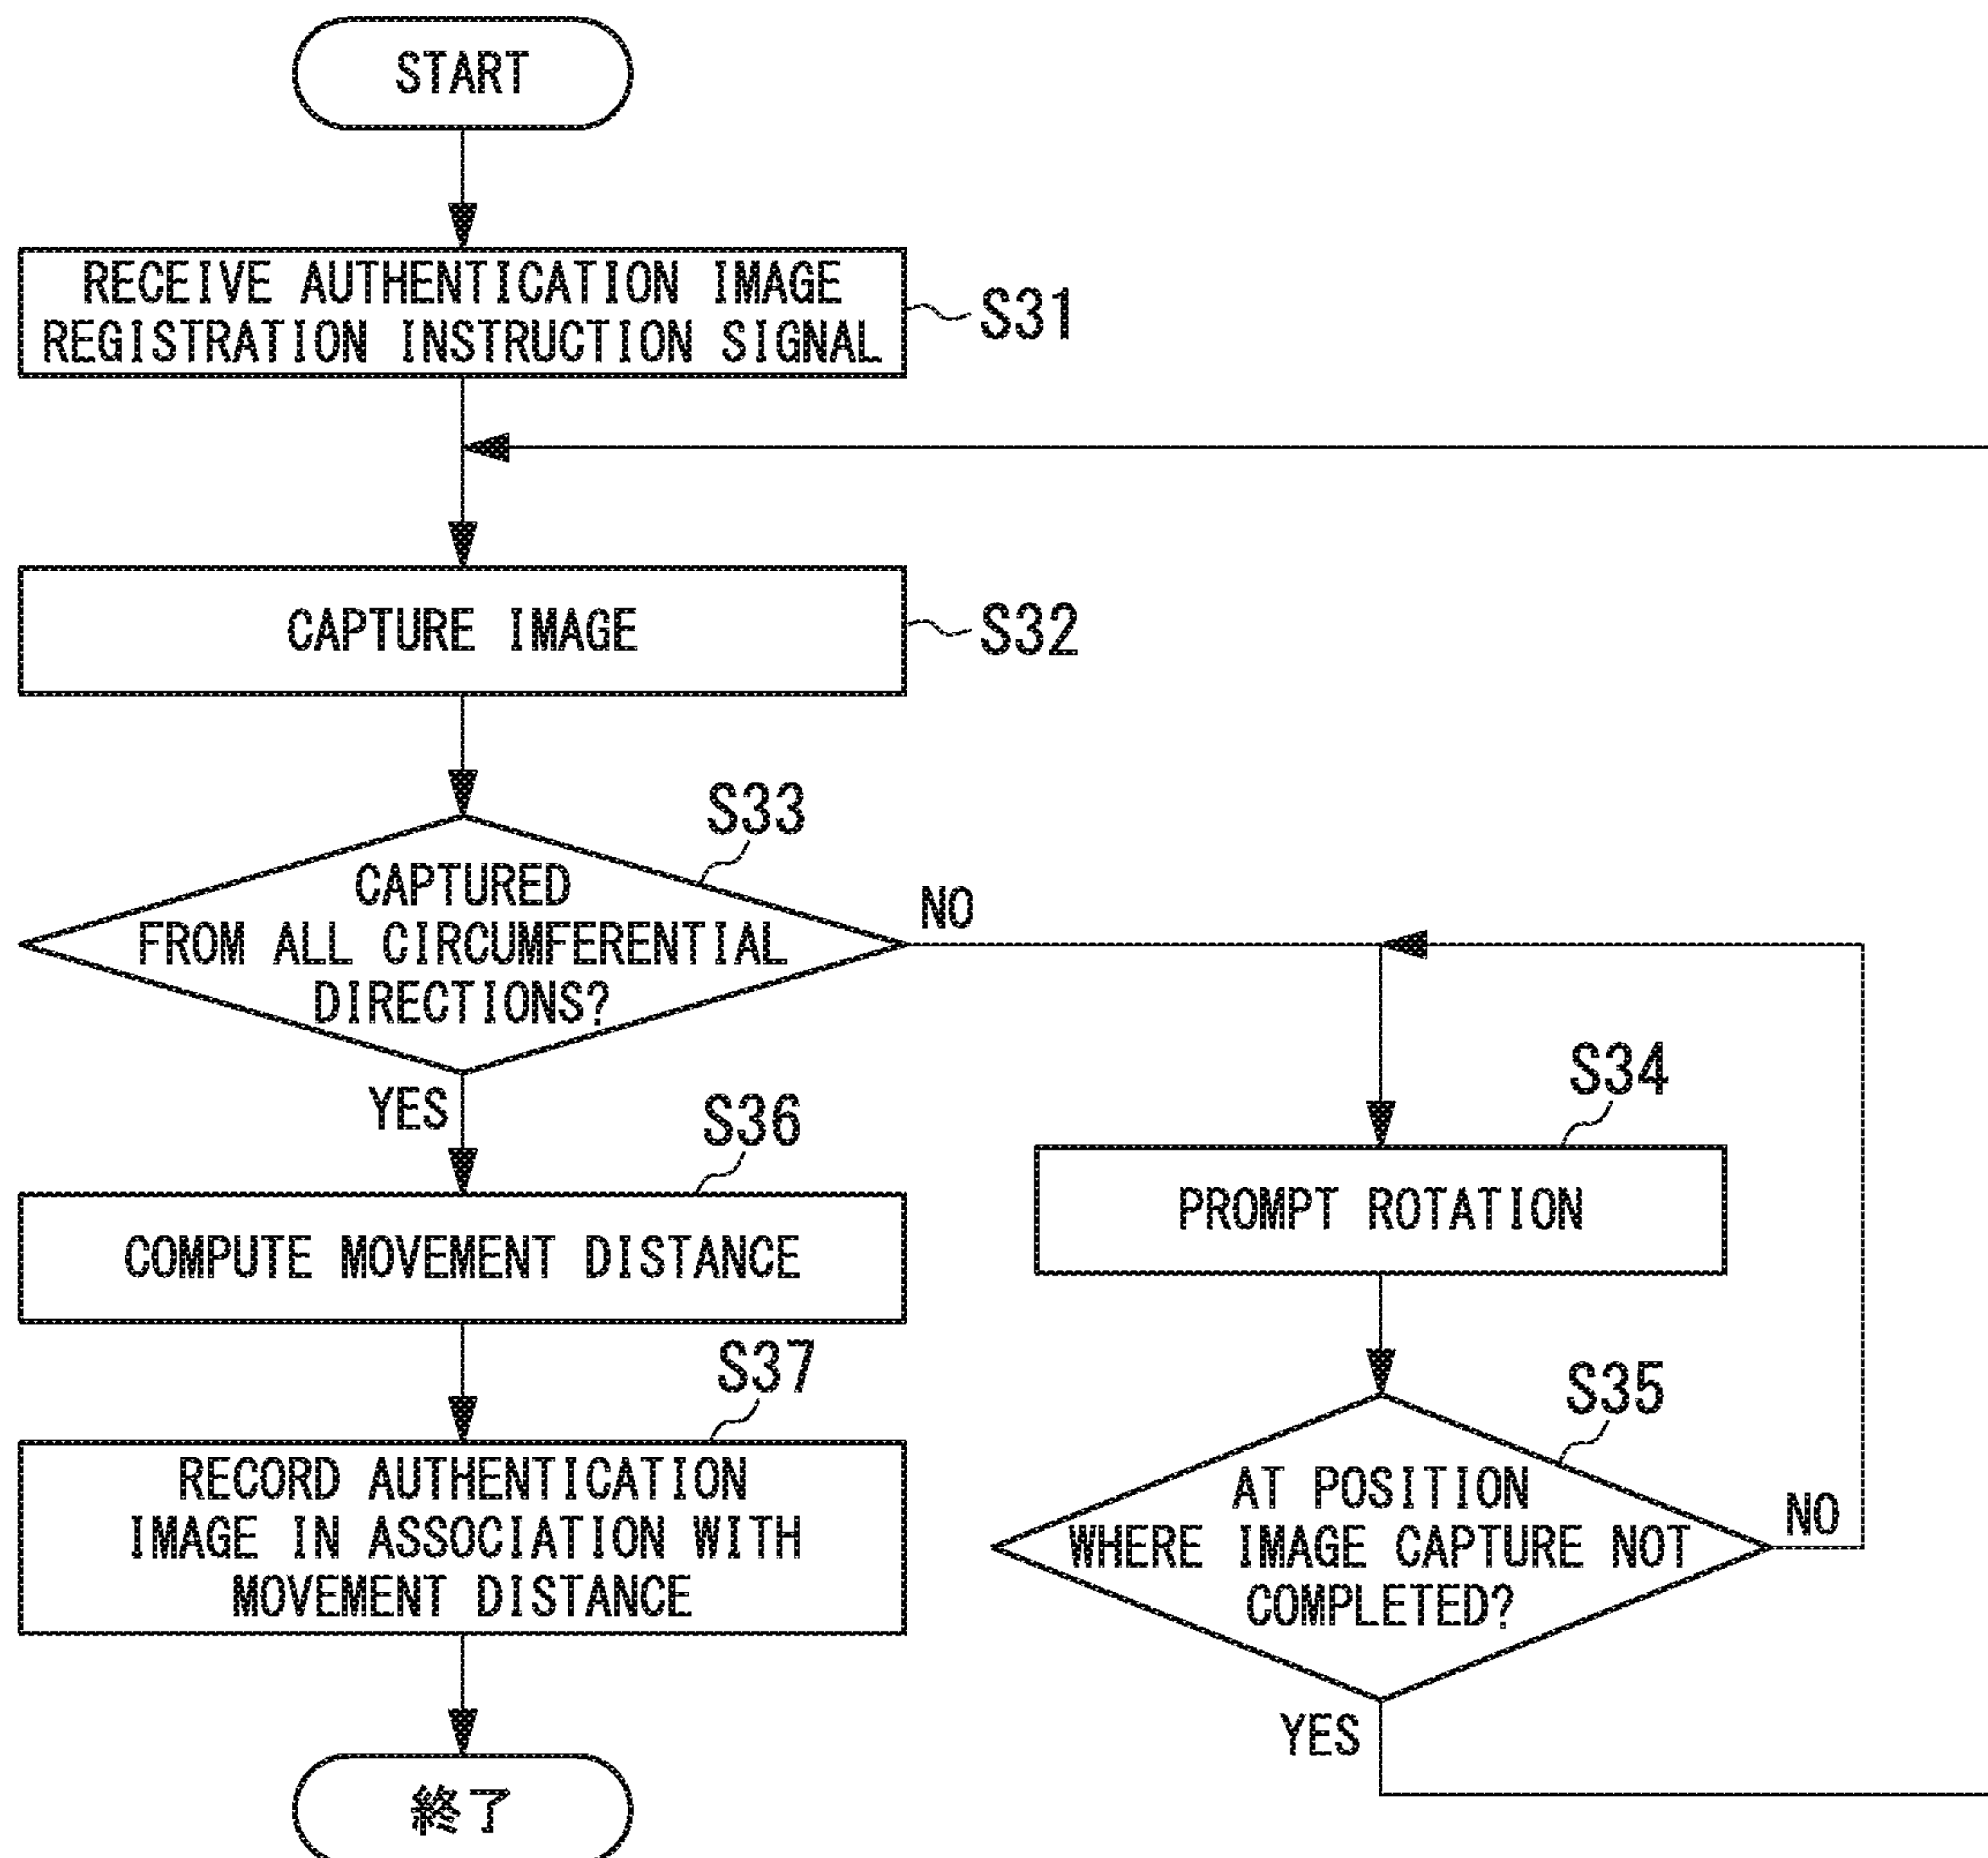 START
RECEIVE AUTHENTICATION IMAGE
REGISTRATION INSTRUCTION SIGNAL
S31
CAPTURE IMAGE
S32
S33
CAPTURED
FROM ALL CIRCUMFERENTIAL
DIRECTIONS?
NO
YES
S34
PROMPT ROTATION
S35
AT POSITION
WHERE IMAGE CAPTURE NOT
COMPLETED?
NO
YES
S36
COMPUTE MOVEMENT DISTANCE
S37
RECORD AUTHENTICATION
IMAGE IN ASSOCIATION WITH
MOVEMENT DISTANCE
終了